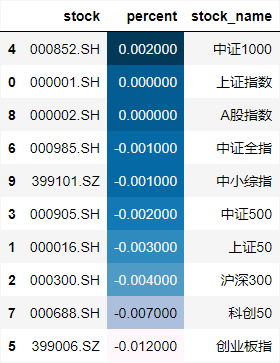 stock percent stock_name
4 000852.SH 0.002000 中证1000
0 000001.SH 0.000000 上证指数
8 000002.SH 0.000000 A股指数
6 000985.SH -0.001000 中证全指
9 399101.SZ -0.001000 中小综指
3 000905.SH -0.002000 中证500
1 000016.SH -0.003000 上证50
2 000300.SH -0.004000 沪深300
7 000688.SH -0.007000 科创50
5 399006.SZ -0.012000 创业板指